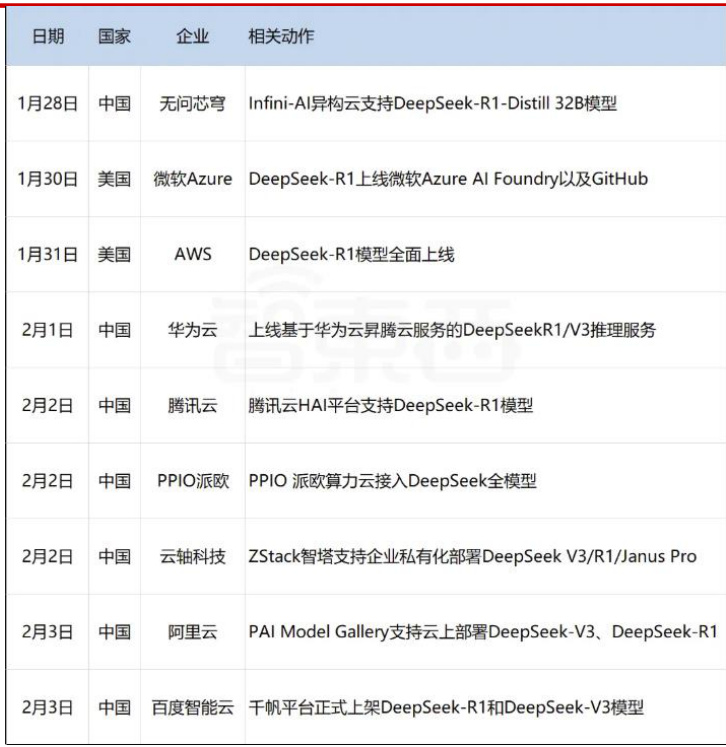 日期 国家 企业 相关动作
1月28日 中国 无问芯穹 Infini-AI异构云支持DeepSeek-R1-Distill 32B模型
1月30日 美国 微软Azure DeepSeek-R1上线微软Azure AI Foundry以及GitHub
1月31日 美国 AWS DeepSeek-R1模型全面上线
2月1日 中国 华为云 上线基于华为云昇腾云服务的DeepSeekR1/V3推理服务
智東西
2月2日 中国 腾讯云 腾讯云HAI平台支持DeepSeek-R1模型
2月2日 中国 PPIO派欧 PPIO 派欧算力云接入DeepSeek全模型
2月2日 中国 云轴科技 ZStack智塔支持企业私有化部署DeepSeek V3/R1/Janus Pro
2月3日 中国 阿里云 PAI Model Gallery支持云上部署DeepSeek-V3、DeepSeek-R1
2月3日 中国 百度智能云 千帆平台正式上架DeepSeek-R1和DeepSeek-V3模型